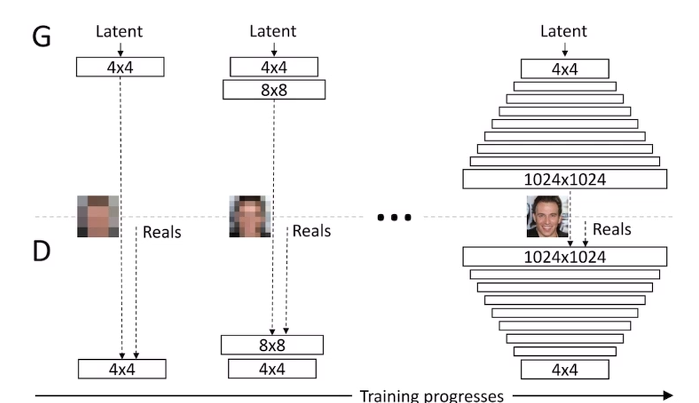 G
Latent
Latent
Latent
4x4
4x4
4x4
8x8
1024x1024
Reals
Reals
Reals
D
1024x1024
8x8
4x4
4x4
4x4
Training progresses